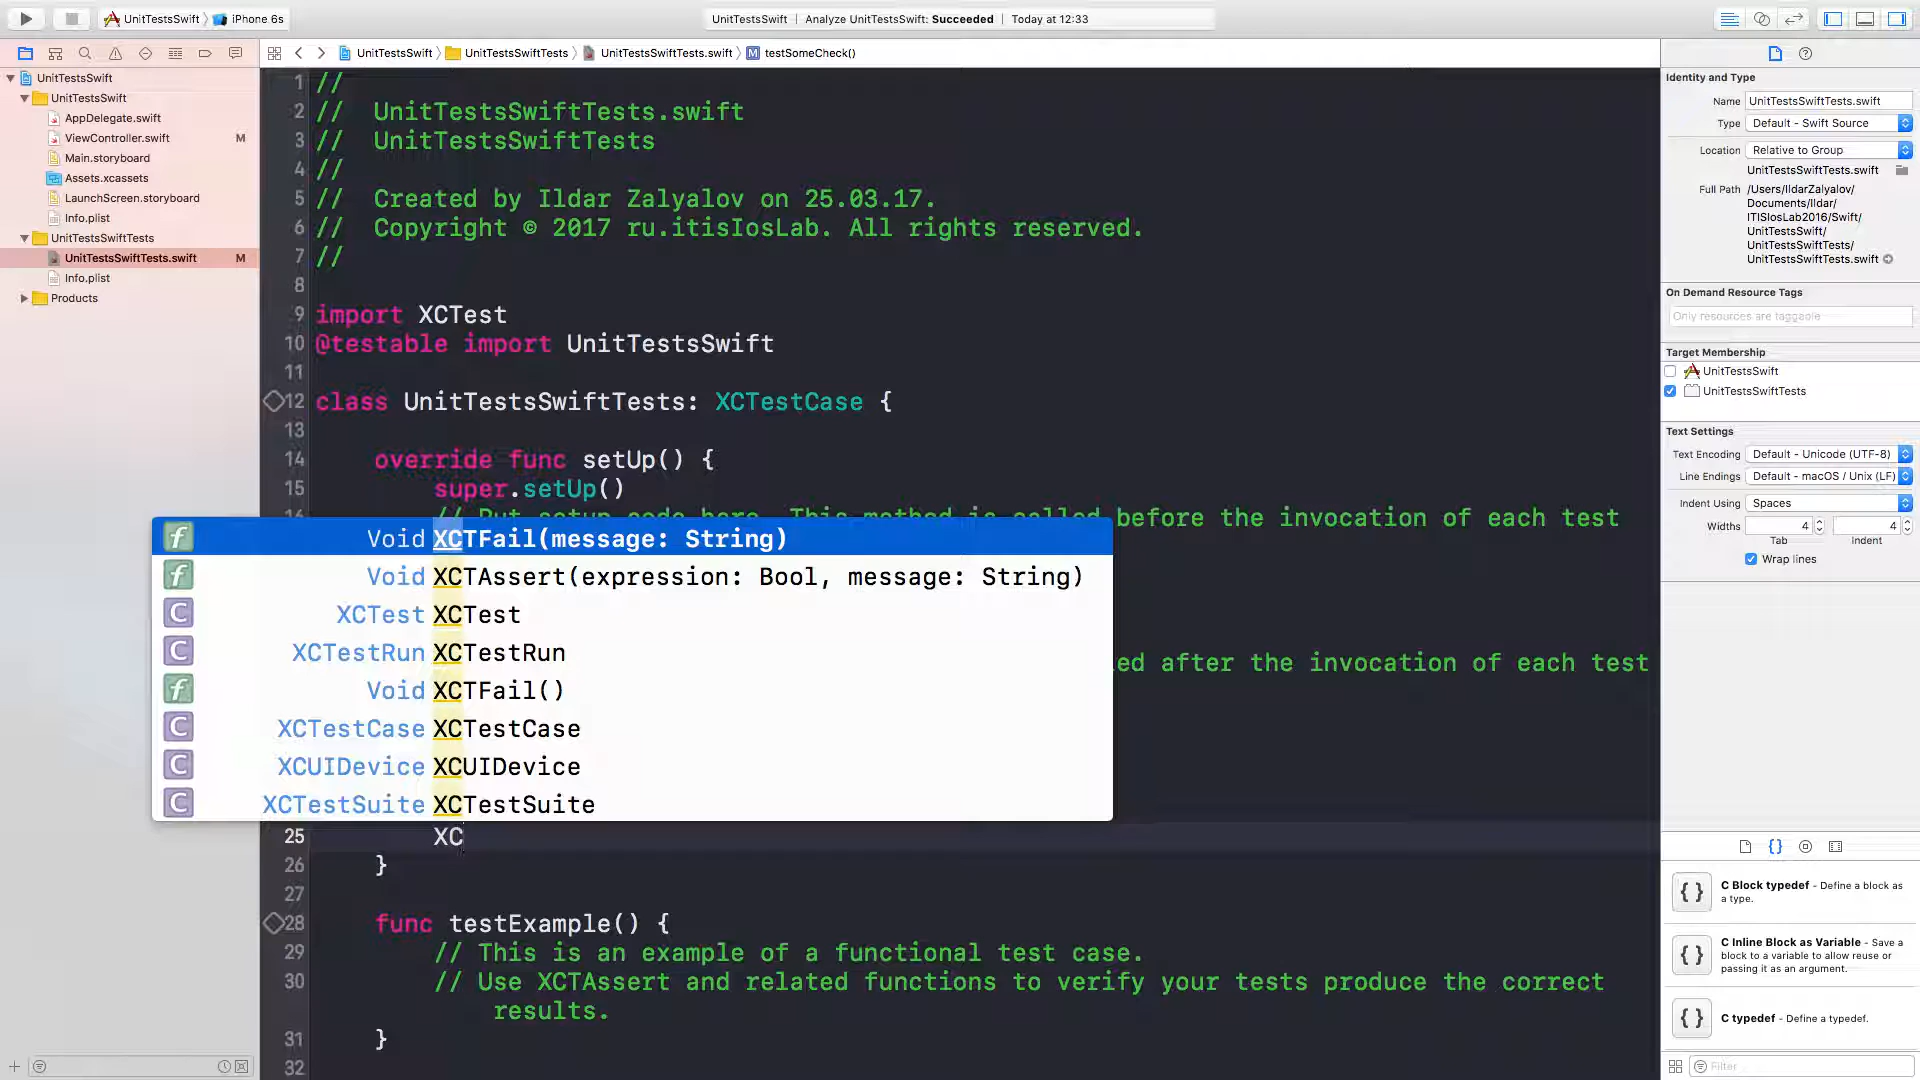 UnitTestsSwift
iPhone 6s
UnitTestsSwift
Analyze UnitTestsSwift: Succeeded
Today at 12:33
UnitTestsSwift
UnitTestsSwiftTests
UnitTestsSwiftTests.swift
M testSomeCheck()
UnitTestsSwift
UnitTestsSwift
AppDelegate.swift
ViewController.swift M
Main.storyboard
Assets.xcassets
LaunchScreen.storyboard
Info.plist
UnitTestsSwiftTests
UnitTestsSwiftTests.swift M
Info.plist
Products
1 //
2 // UnitTestsSwiftTests.swift
3 // UnitTestsSwiftTests
4 //
5 // Created by Ildar Zalyalov on 25.03.17.
6 // Copyright © 2017 ru.itisIosLab. All rights reserved.
7 //
8
9 import XCTest
10 @testable import UnitTestsSwift
11
12 class UnitTestsSwiftTests: XCTestCase {
13
14 override func setUp() {
15 super.setUp()
16 // Put setup code here. This method is called before the invocation of each test
f Void XCTFail(message: String)
f Void XCTAssert(expression: Bool, message: String)
C XCTest XCTest
C XCTestRun XCTestRun
ed after the invocation of each test
f Void XCTFail()
C XCTestCase XCTestCase
C XCUIDevice XCUIDevice
C XCTestSuite XCTestSuite
25 XC
26 }
27
28 func testExample() {
29 // This is an example of a functional test case.
30 // Use XCTAssert and related functions to verify your tests produce the correct
results.
31 }
32
Identity and Type
Name UnitTestsSwiftTests.swift
Type Default - Swift Source
Location Relative to Group
UnitTestsSwiftTests.swift
Full Path /Users/IldarZalyalov/
Documents/Ildar/
ITISIosLab2016/Swift/
UnitTestsSwift/
UnitTestsSwiftTests/
UnitTestsSwiftTests.swift
On Demand Resource Tags
Only resources are taggable
Target Membership
UnitTestsSwift
UnitTestsSwiftTests
Text Settings
Text Encoding Default - Unicode (UTF-8)
Line Endings Default - macOS / Unix (LF)
Indent Using Spaces
Widths 4 4
Tab Indent
Wrap lines
{ } C Block typedef - Define a block as
a type.
{ } C Inline Block as Variable - Save a
block to a variable to allow reuse or
passing it as an argument.
{ } C typedef - Define a typedef.
Filter